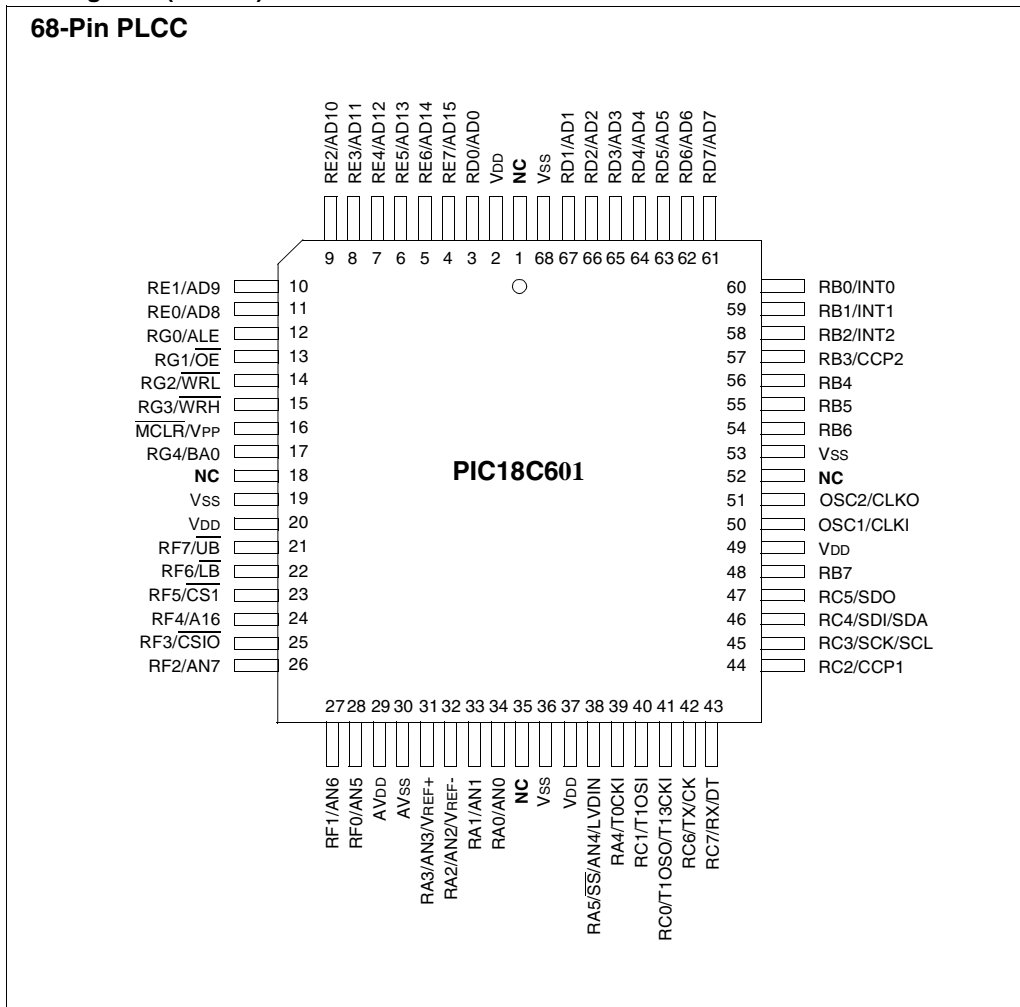 68-Pin PLCC
RE2/AD10
RE3/AD11
RE4/AD12
RE5/AD13
RE6/AD14
RE7/AD15
RD0/AD0
VDD
NC
VSS
RD1/AD1
RD2/AD2
RD3/AD3
RD4/AD4
RD5/AD5
RD6/AD6
RD7/AD7
9 8 7 6 5 4 3 2 1 68 67 66 65 64 63 62 61
RE1/AD9 10
RE0/AD8 11
RG0/ALE 12
RG1/OE 13
RG2/WRL 14
RG3/WRH 15
MCLR/VPP 16
RG4/BA0 17
NC 18
VSS 19
VDD 20
RF7/UB 21
RF6/LB 22
RF5/CS1 23
RF4/A16 24
RF3/CSIO 25
RF2/AN7 26
PIC18C601
60 RB0/INT0
59 RB1/INT1
58 RB2/INT2
57 RB3/CCP2
56 RB4
55 RB5
54 RB6
53 VSS
52 NC
51 OSC2/CLKO
50 OSC1/CLKI
49 VDD
48 RB7
47 RC5/SDO
46 RC4/SDI/SDA
45 RC3/SCK/SCL
44 RC2/CCP1
27 28 29 30 31 32 33 34 35 36 37 38 39 40 41 42 43
RF1/AN6
RF0/AN5
AVDD
AVSS
RA3/AN3/VREF+
RA2/AN2/VREF-
RA1/AN1
RA0/AN0
NC
VSS
VDD
RA5/SS/AN4/LVDIN
RA4/T0CKI
RC1/T1OSI
RC0/T1OSO/T13CKI
RC6/TX/CK
RC7/RX/DT